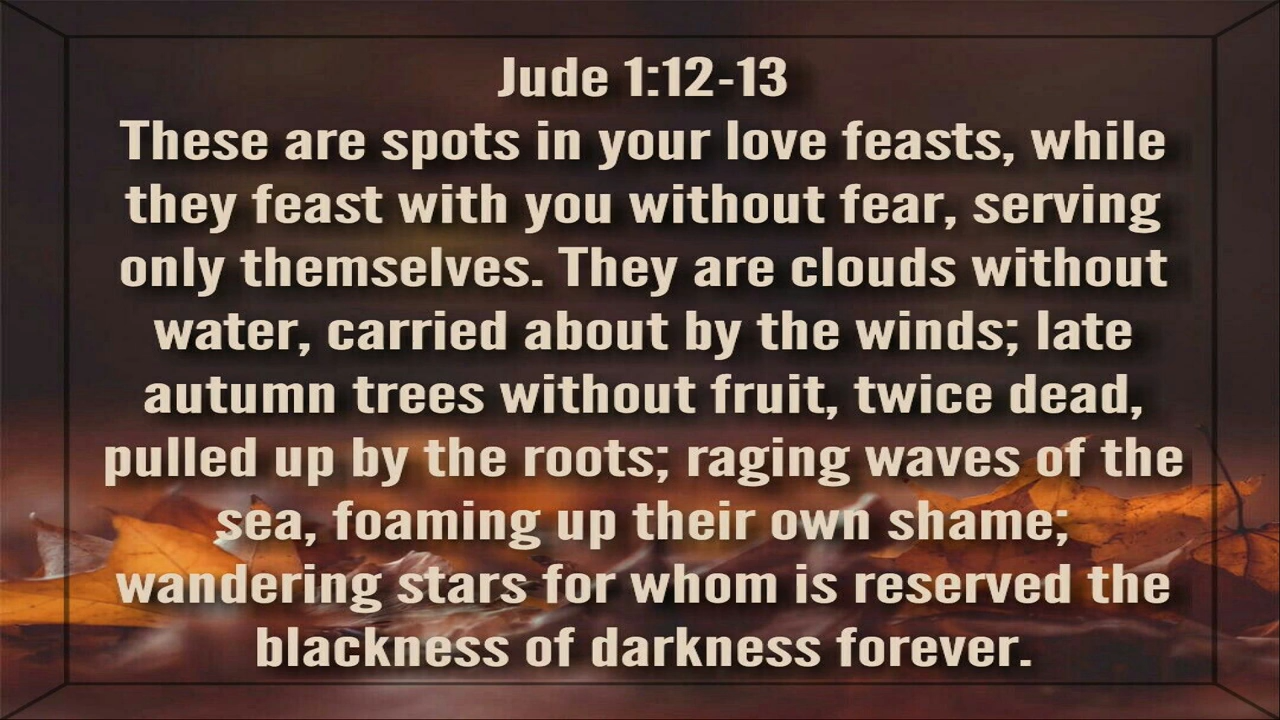 Jude 1:12-13
These are spots in your love feasts, while
they feast with you without fear, serving
only themselves. They are clouds without
water, carried about by the winds; late
autumn trees without fruit, twice dead,
pulled up by the roots; raging waves of the
sea, foaming up their own shame;
wandering stars for whom is reserved the
blackness of darkness forever.